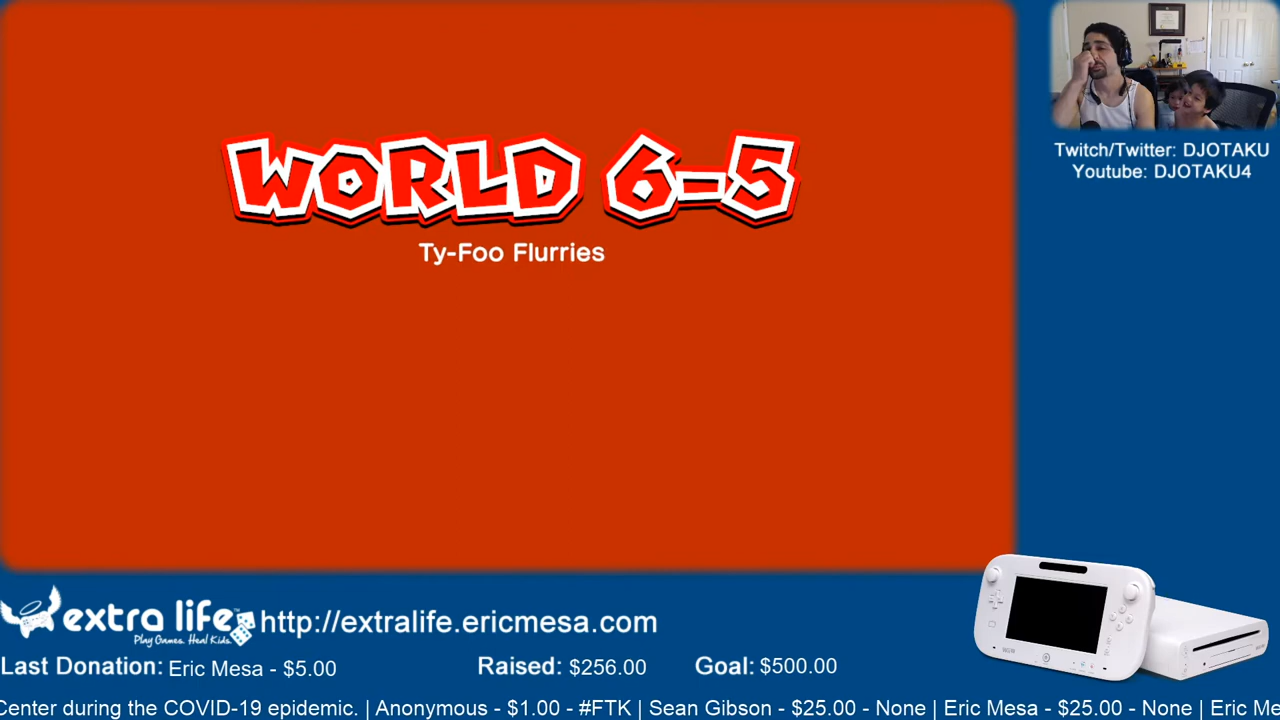 WORLD 6-5
Ty-Foo Flurries
Twitch/Twitter: DJOTAKU
Youtube: DJOTAKU4
extra life
Play Games. Heal Kids.
http://extralife.ericmesa.com
Last Donation: Eric Mesa - $5.00
Raised: $256.00
Goal: $500.00
Center during the COVID-19 epidemic. | Anonymous - $1.00 - #FTK | Sean Gibson - $25.00 - None | Eric Mesa - $25.00 - None | Eric Me